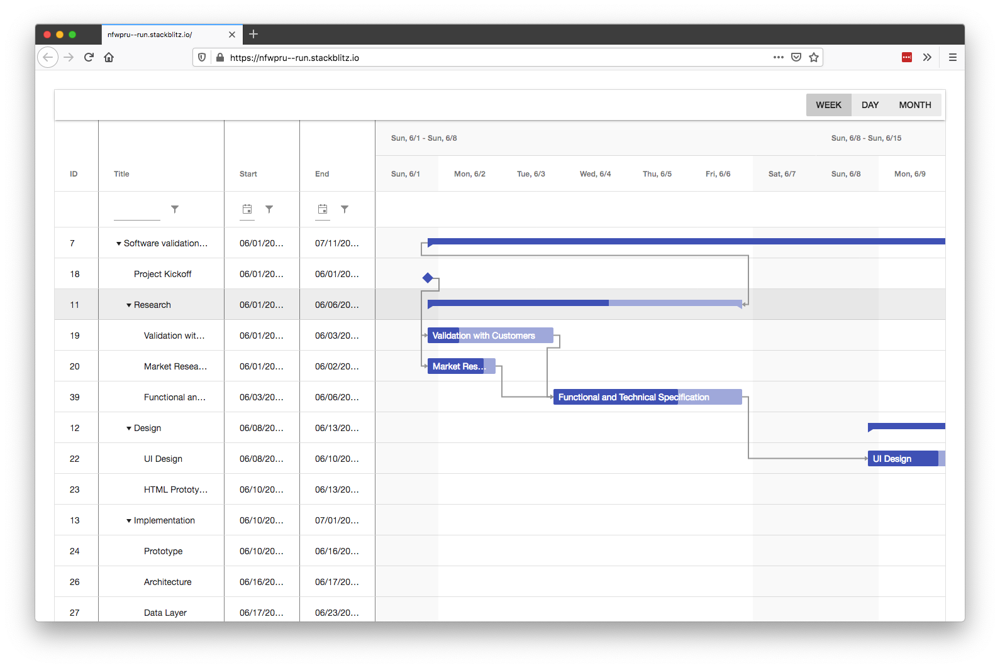 nfwpru--run.stackblitz.io/
https://nfwpru--run.stackblitz.io
WEEK DAY MONTH
Sun, 6/1 - Sun, 6/8 Sun, 6/8 - Sun, 6/15
ID Title Start End Sun, 6/1 Mon, 6/2 Tue, 6/3 Wed, 6/4 Thu, 6/5 Fri, 6/6 Sat, 6/7 Sun, 6/8 Mon, 6/9
7 Software validation... 06/01/20... 07/11/20...
18 Project Kickoff 06/01/20... 06/01/20...
11 Research 06/01/20... 06/06/20...
19 Validation wit... 06/01/20... 06/03/20... Validation with Customers
20 Market Resea... 06/01/20... 06/02/20... Market Res...
39 Functional an... 06/03/20... 06/06/20... Functional and Technical Specification
12 Design 06/08/20... 06/13/20...
22 UI Design 06/08/20... 06/10/20... UI Design
23 HTML Prototy... 06/10/20... 06/13/20...
13 Implementation 06/10/20... 07/01/20...
24 Prototype 06/10/20... 06/16/20...
26 Architecture 06/16/20... 06/17/20...
27 Data Layer 06/17/20... 06/23/20...